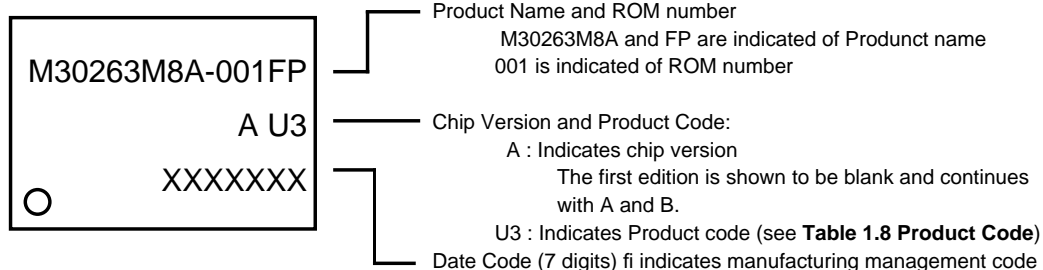 M30263M8A-001FP
A U3
XXXXXXX
Product Name and ROM number
M30263M8A and FP are indicated of Produnct name
001 is indicated of ROM number
Chip Version and Product Code:
A : Indicates chip version
The first edition is shown to be blank and continues
with A and B.
U3 : Indicates Product code (see Table 1.8 Product Code)
Date Code (7 digits) fi indicates manufacturing management code